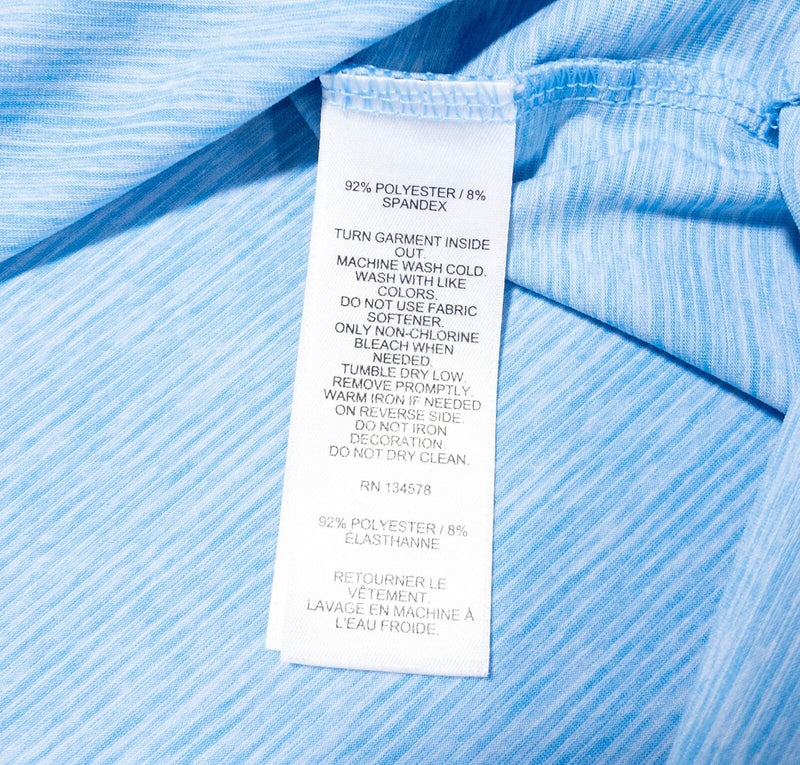 92% POLYESTER / 8%
SPANDEX
TURN GARMENT INSIDE
OUT.
MACHINE WASH COLD.
WASH WITH LIKE
COLORS.
DO NOT USE FABRIC
SOFTENER.
ONLY NON-CHLORINE
BLEACH WHEN
NEEDED.
TUMBLE DRY LOW,
REMOVE PROMPTLY.
WARM IRON IF NEEDED
ON REVERSE SIDE.
DO NOT IRON
DECORATION.
DO NOT DRY CLEAN.
RN 134578
92% POLYESTER / 8%
ÉLASTHANNE
RETOURNER LE
VÊTEMENT.
LAVAGE EN MACHINE À
L'EAU FROIDE.